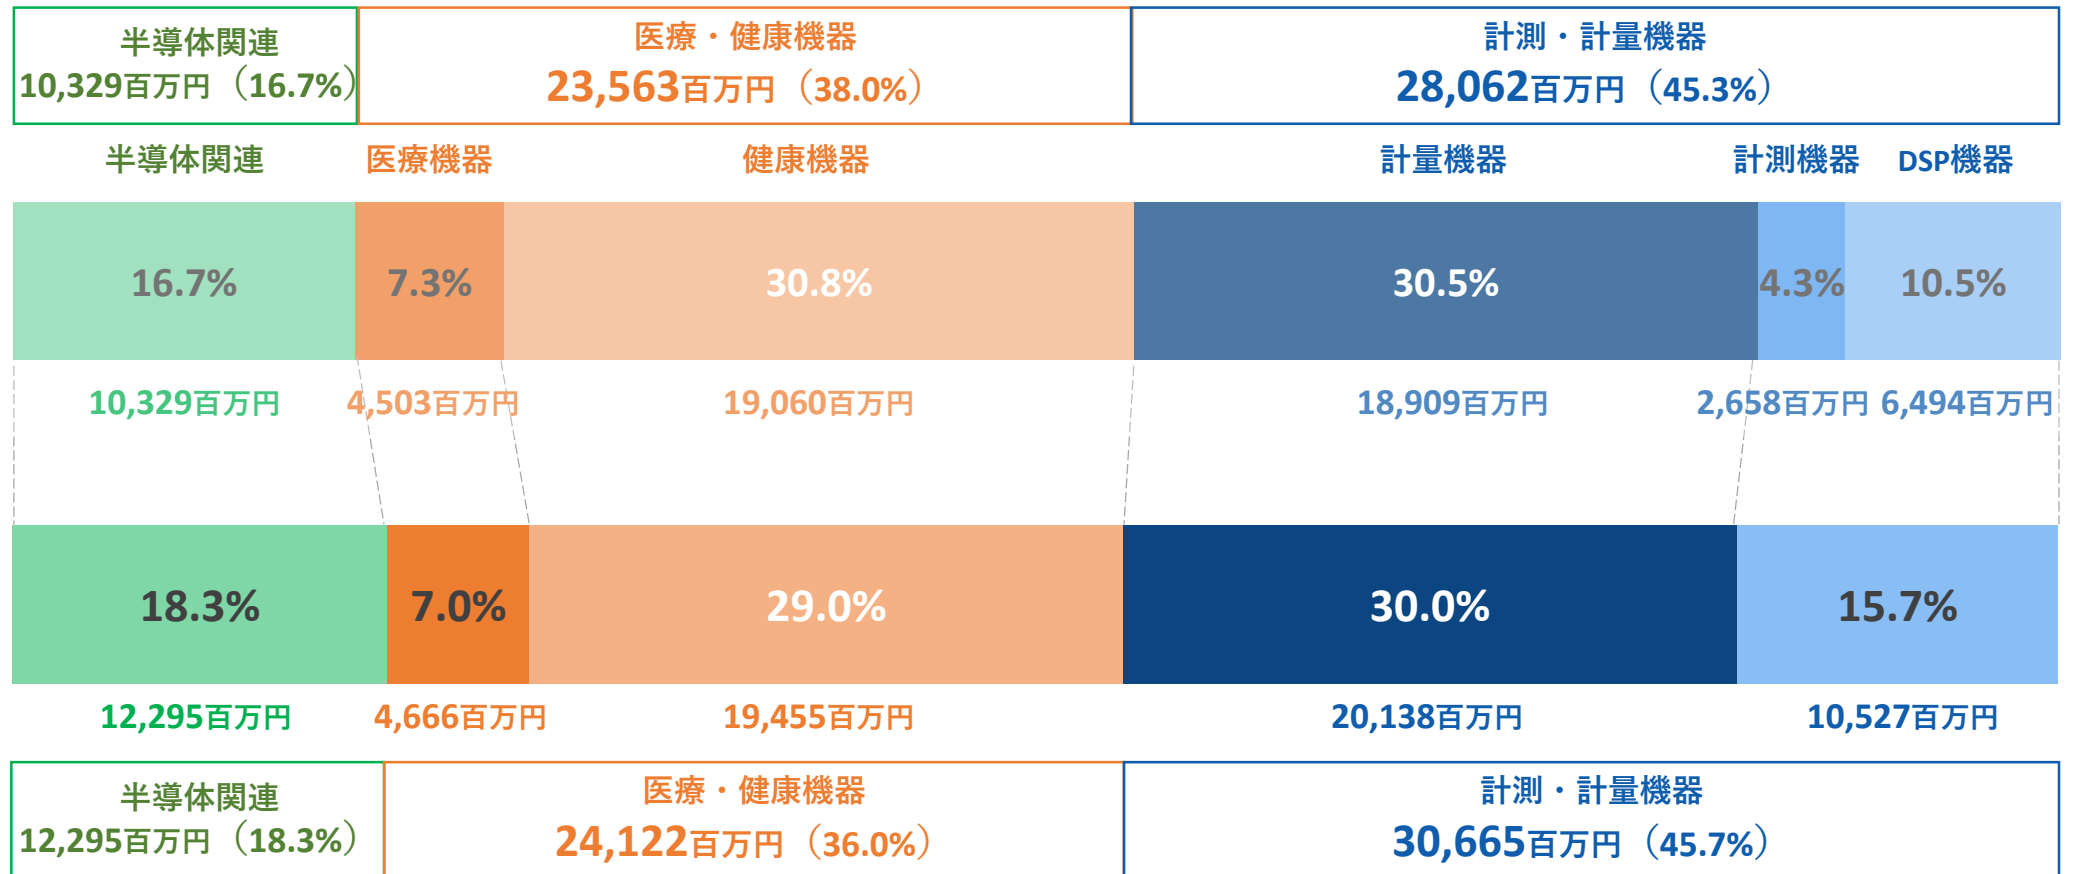 半導体関連
10,329百万円（16.7%）
医療・健康機器
23,563百万円（38.0%）
計測・計量機器
28,062百万円（45.3%）
半導体関連 医療機器 健康機器 計量機器 計測機器 DSP機器
16.7% 7.3% 30.8% 30.5% 4.3% 10.5%
10,329百万円 4,503百万円 19,060百万円 18,909百万円 2,658百万円 6,494百万円
18.3% 7.0% 29.0% 30.0% 15.7%
12,295百万円 4,666百万円 19,455百万円 20,138百万円 10,527百万円
半導体関連
12,295百万円（18.3%）
医療・健康機器
24,122百万円（36.0%）
計測・計量機器
30,665百万円（45.7%）